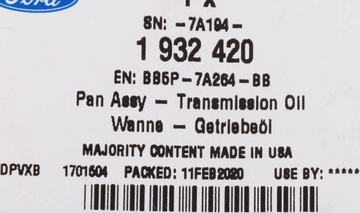 Ford
1 X
SN: -7A194-
1 932 420
EN: BB5P-7A264-BB
Pan Assy - Transmission Oil
Wanne - Getriebeöl
MAJORITY CONTENT MADE IN USA
DPVXB 1701504 PACKED: 11FEB2020 USE BY: *****